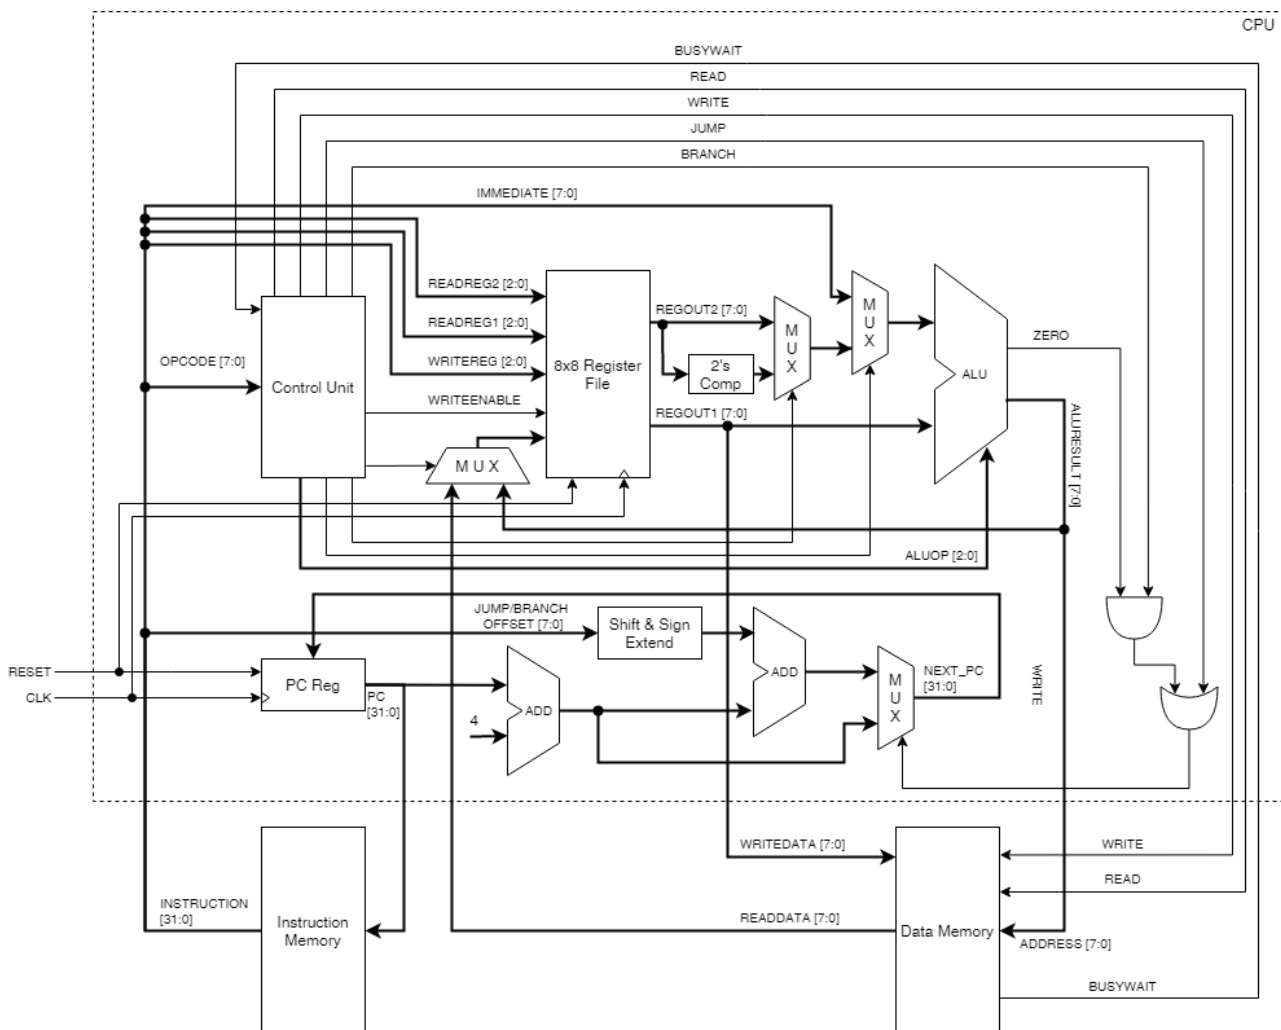 CPU
BUSYWAIT
READ
WRITE
JUMP
BRANCH
IMMEDIATE [7:0]
READREG2 [2:0]
READREG1 [2:0]
WRITEREG [2:0]
WRITEENABLE
OPCODE [7:0]
Control Unit
8x8 Register
File
MUX
REGOUT2 [7:0]
2's
Comp
REGOUT1 [7:0]
M
U
X
M
U
X
ALU
ZERO
ALURESULT [7:0]
ALUOP [2:0]
JUMP/BRANCH
OFFSET [7:0]
Shift & Sign
Extend
RESET
CLK
PC Reg
PC
[31:0]
4
ADD
ADD
M
U
X
NEXT_PC
[31:0]
WRITE
INSTRUCTION
[31:0]
Instruction
Memory
WRITEDATA [7:0]
READDATA [7:0]
Data Memory
WRITE
READ
ADDRESS [7:0]
BUSYWAIT